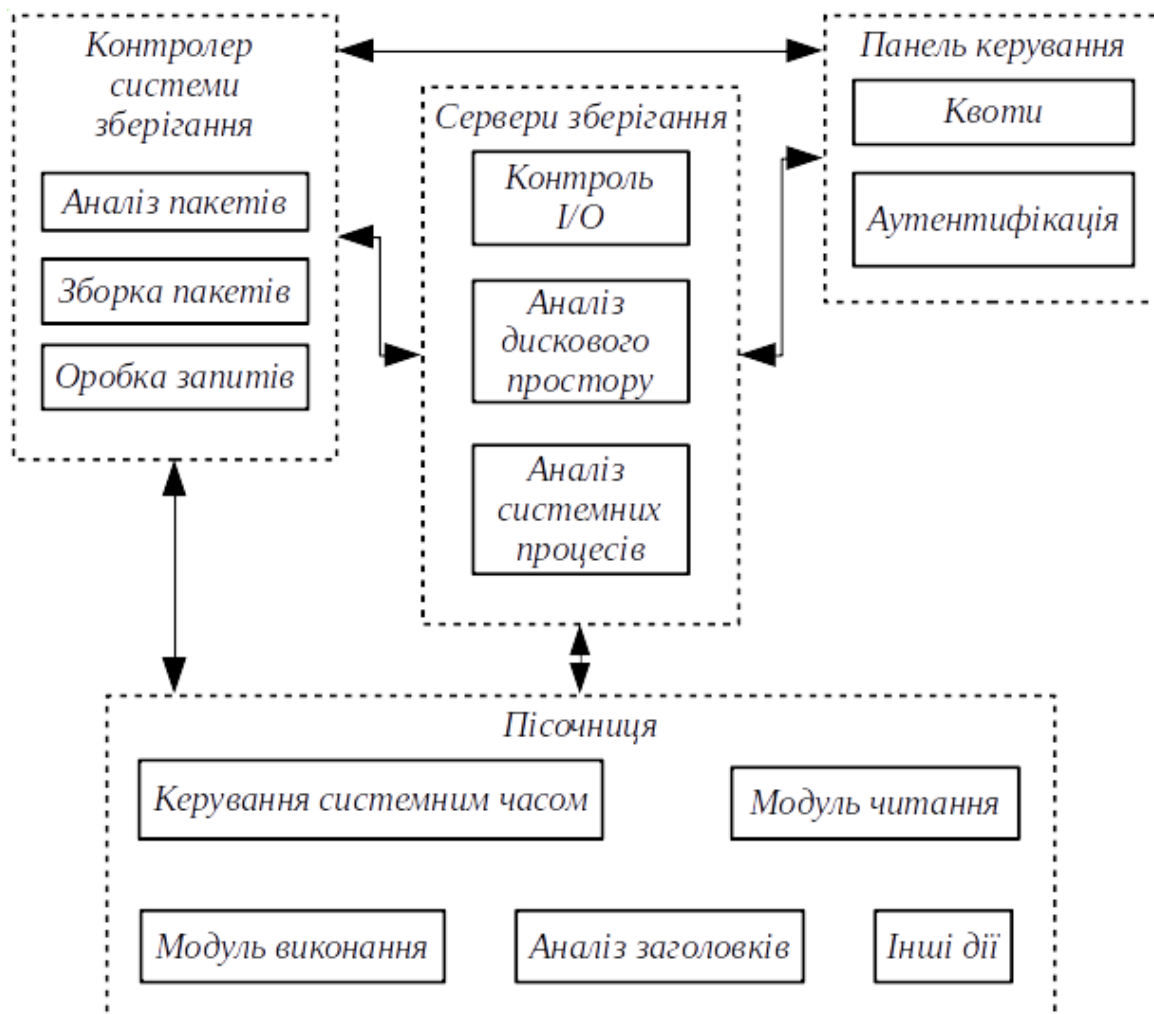 Контролер
системи
зберігання
Аналіз пакетів
Зборка пакетів
Оробка запитів
Сервери зберігання
Контроль
I/O
Аналіз
дискового
простору
Аналіз
системних
процесів
Панель керування
Квоти
Аутентифікація
Пісочниця
Керування системним часом
Модуль читання
Модуль виконання
Аналіз заголовків
Інші дії